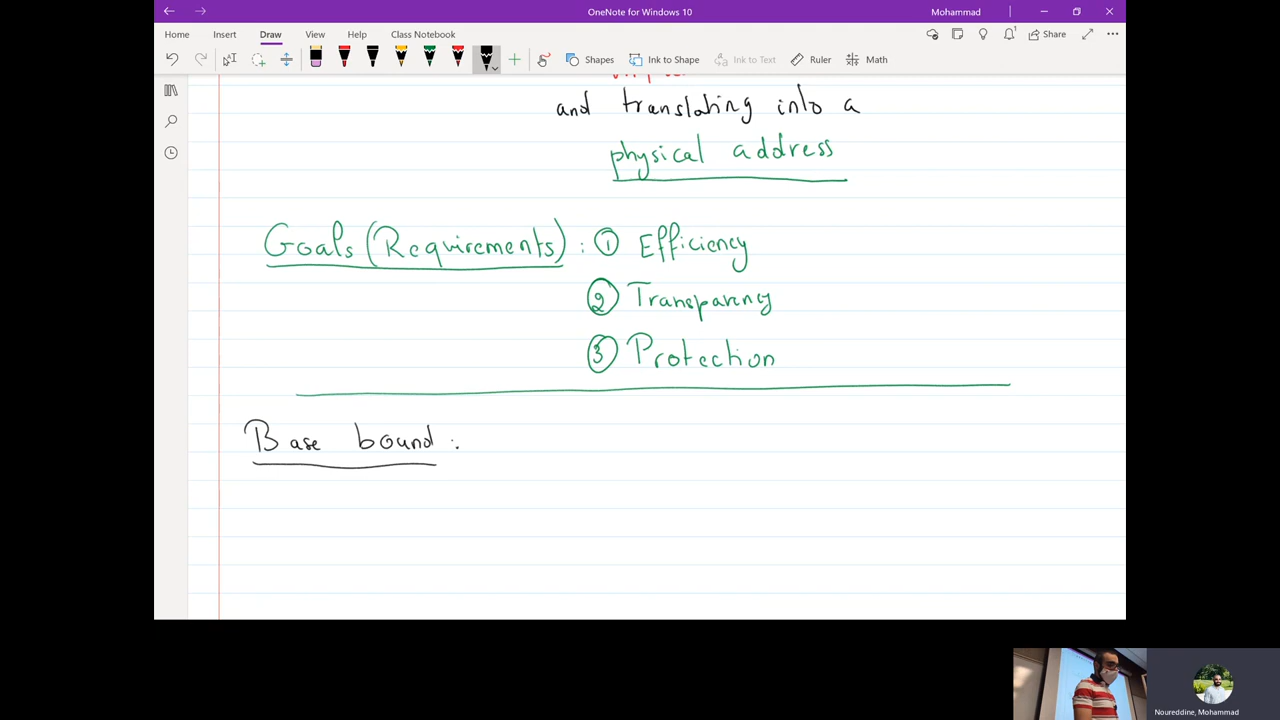 OneNote for Windows 10
Mohammad
Home Insert Draw View Help Class Notebook
Share
Shapes Ink to Shape Ink to Text Ruler Math
and translating into a
physical address
Goals (Requirements) : ① Efficiency
② Transparency
③ Protection
Base bound :
Noureddine, Mohammad